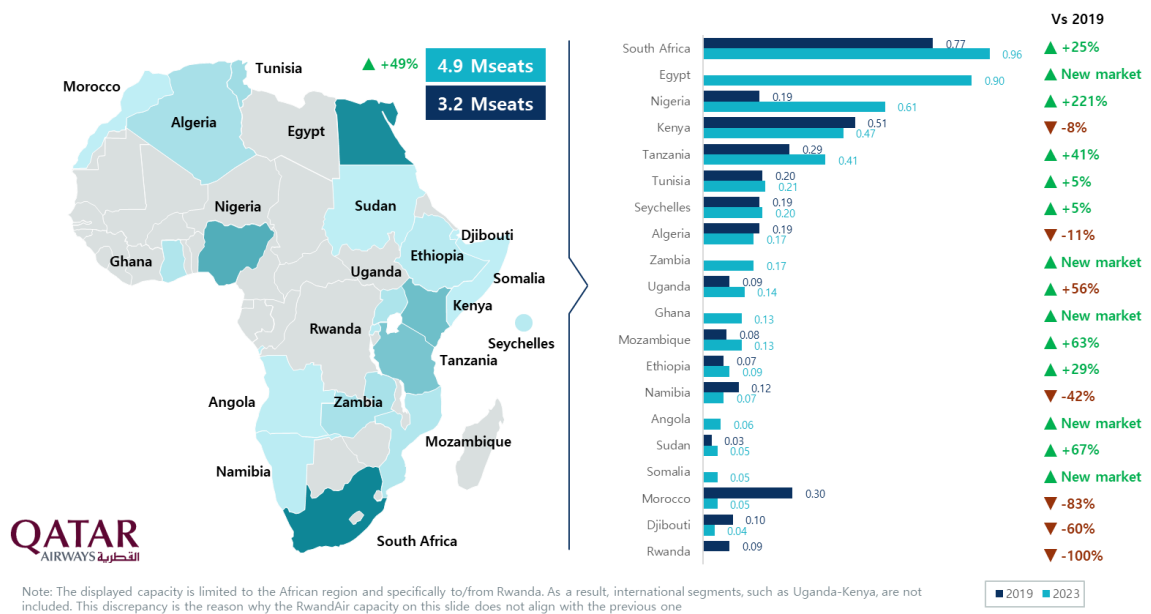 Vs 2019
Morocco
Tunisia
Algeria
Egypt
Nigeria
Sudan
Djibouti
Ghana
Ethiopia
Uganda
Somalia
Kenya
Rwanda
Seychelles
Tanzania
Angola
Zambia
Mozambique
Namibia
South Africa
▲ +49%
4.9 Mseats
3.2 Mseats
South Africa 0.77 0.96 ▲ +25%
Egypt 0.90 ▲ New market
Nigeria 0.19 0.61 ▲ +221%
Kenya 0.51 0.47 ▼ -8%
Tanzania 0.29 0.41 ▲ +41%
Tunisia 0.20 0.21 ▲ +5%
Seychelles 0.19 0.20 ▲ +5%
Algeria 0.19 0.17 ▼ -11%
Zambia 0.17 ▲ New market
Uganda 0.09 0.14 ▲ +56%
Ghana 0.13 ▲ New market
Mozambique 0.08 0.13 ▲ +63%
Ethiopia 0.07 0.09 ▲ +29%
Namibia 0.12 0.07 ▼ -42%
Angola 0.06 ▲ New market
Sudan 0.03 0.05 ▲ +67%
Somalia 0.05 ▲ New market
Morocco 0.30 0.05 ▼ -83%
Djibouti 0.10 0.04 ▼ -60%
Rwanda 0.09 ▼ -100%
QATAR
AIRWAYS القطرية
Note: The displayed capacity is limited to the African region and specifically to/from Rwanda. As a result, international segments, such as Uganda-Kenya, are not
included. This discrepancy is the reason why the RwandAir capacity on this slide does not align with the previous one
2019 2023